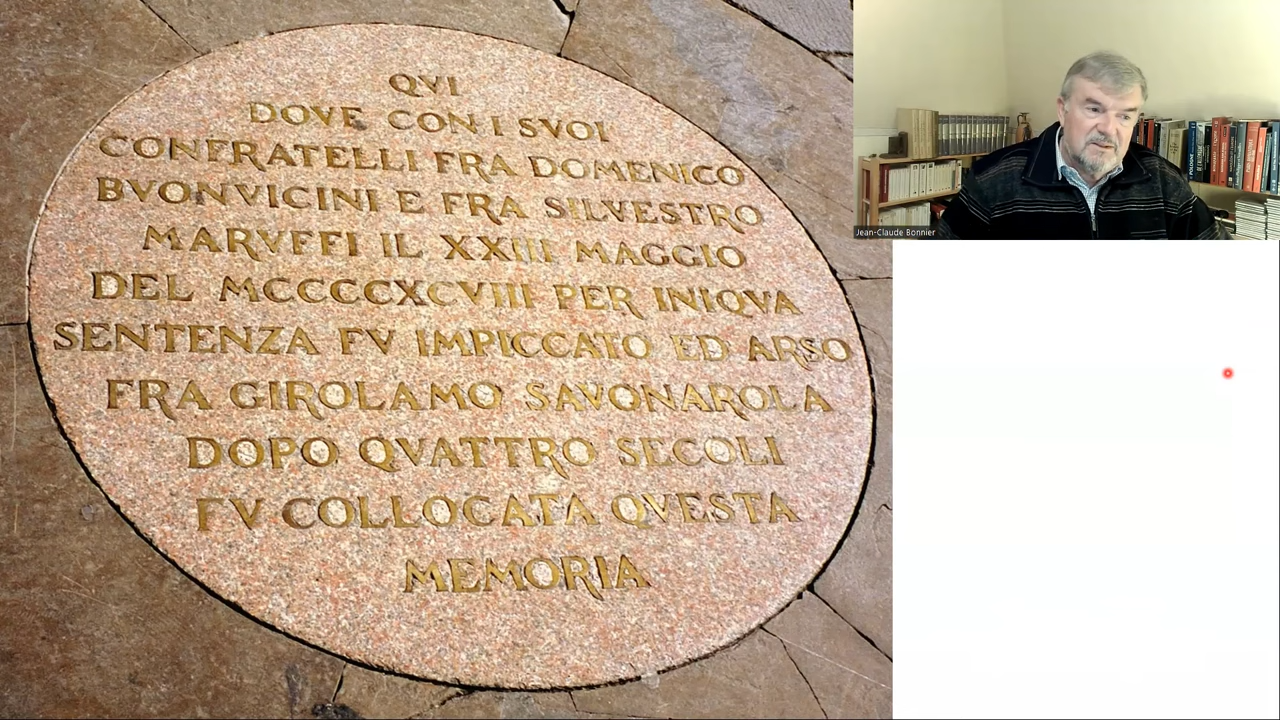 QVI
DOVE CON I SVOI
CONFRATELLI FRA DOMENICO
BVONVICINI E FRA SILVESTRO
MARVFFI IL XXIII MAGGIO
DEL MCCCCXCVIII PER INIQVA
SENTENZA FV IMPICCATO ED ARSO
FRA GIROLAMO SAVONAROLA
DOPO QVATTRO SECOLI
FV COLLOCATA QVESTA
MEMORIA
Jean-Claude Bonnier